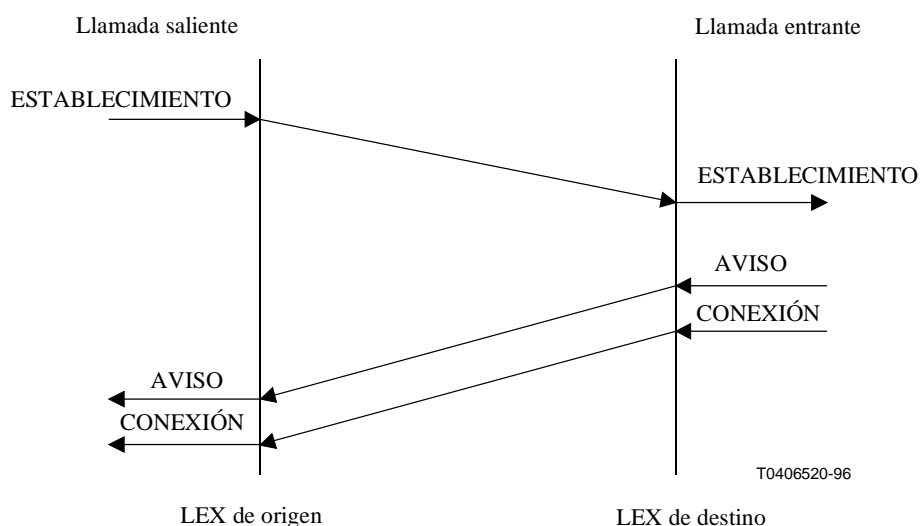 Llamada saliente
Llamada entrante
ESTABLECIMIENTO
ESTABLECIMIENTO
AVISO
CONEXIÓN
AVISO
CONEXIÓN
T0406520-96
LEX de origen
LEX de destino